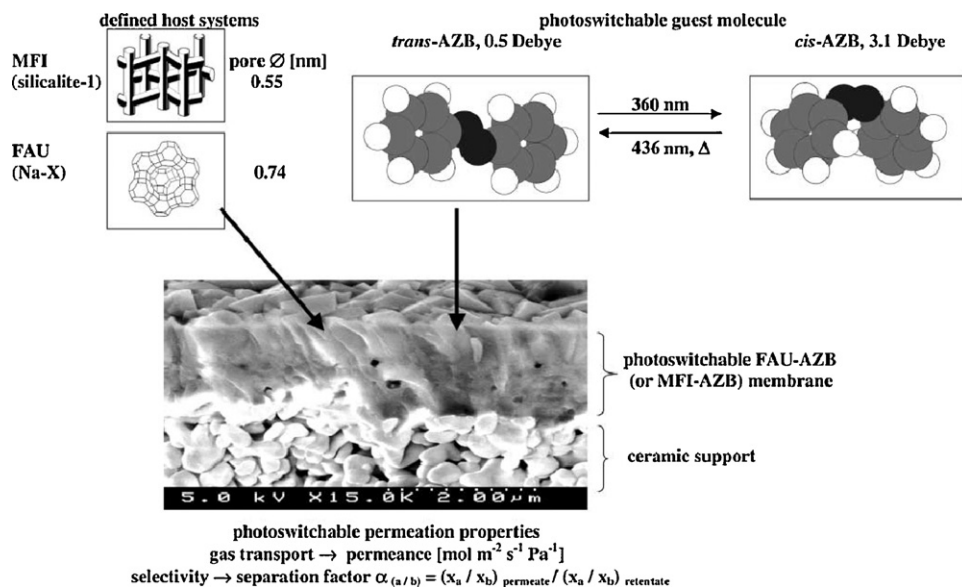 defined host systems
MFI
(silicalite-1)
pore Ø [nm]
0.55
FAU
(Na-X)
0.74
photoswitchable guest molecule
trans-AZB, 0.5 Debye
cis-AZB, 3.1 Debye
360 nm
436 nm, Δ
photoswitchable FAU-AZB
(or MFI-AZB) membrane
ceramic support
5.0 kV X15.0K 2.00μm
photoswitchable permeation properties
gas transport → permeance [mol m⁻² s⁻¹ Pa⁻¹]
selectivity → separation factor α (a / b) = (xa / xb) permeate / (xa / xb) retentate